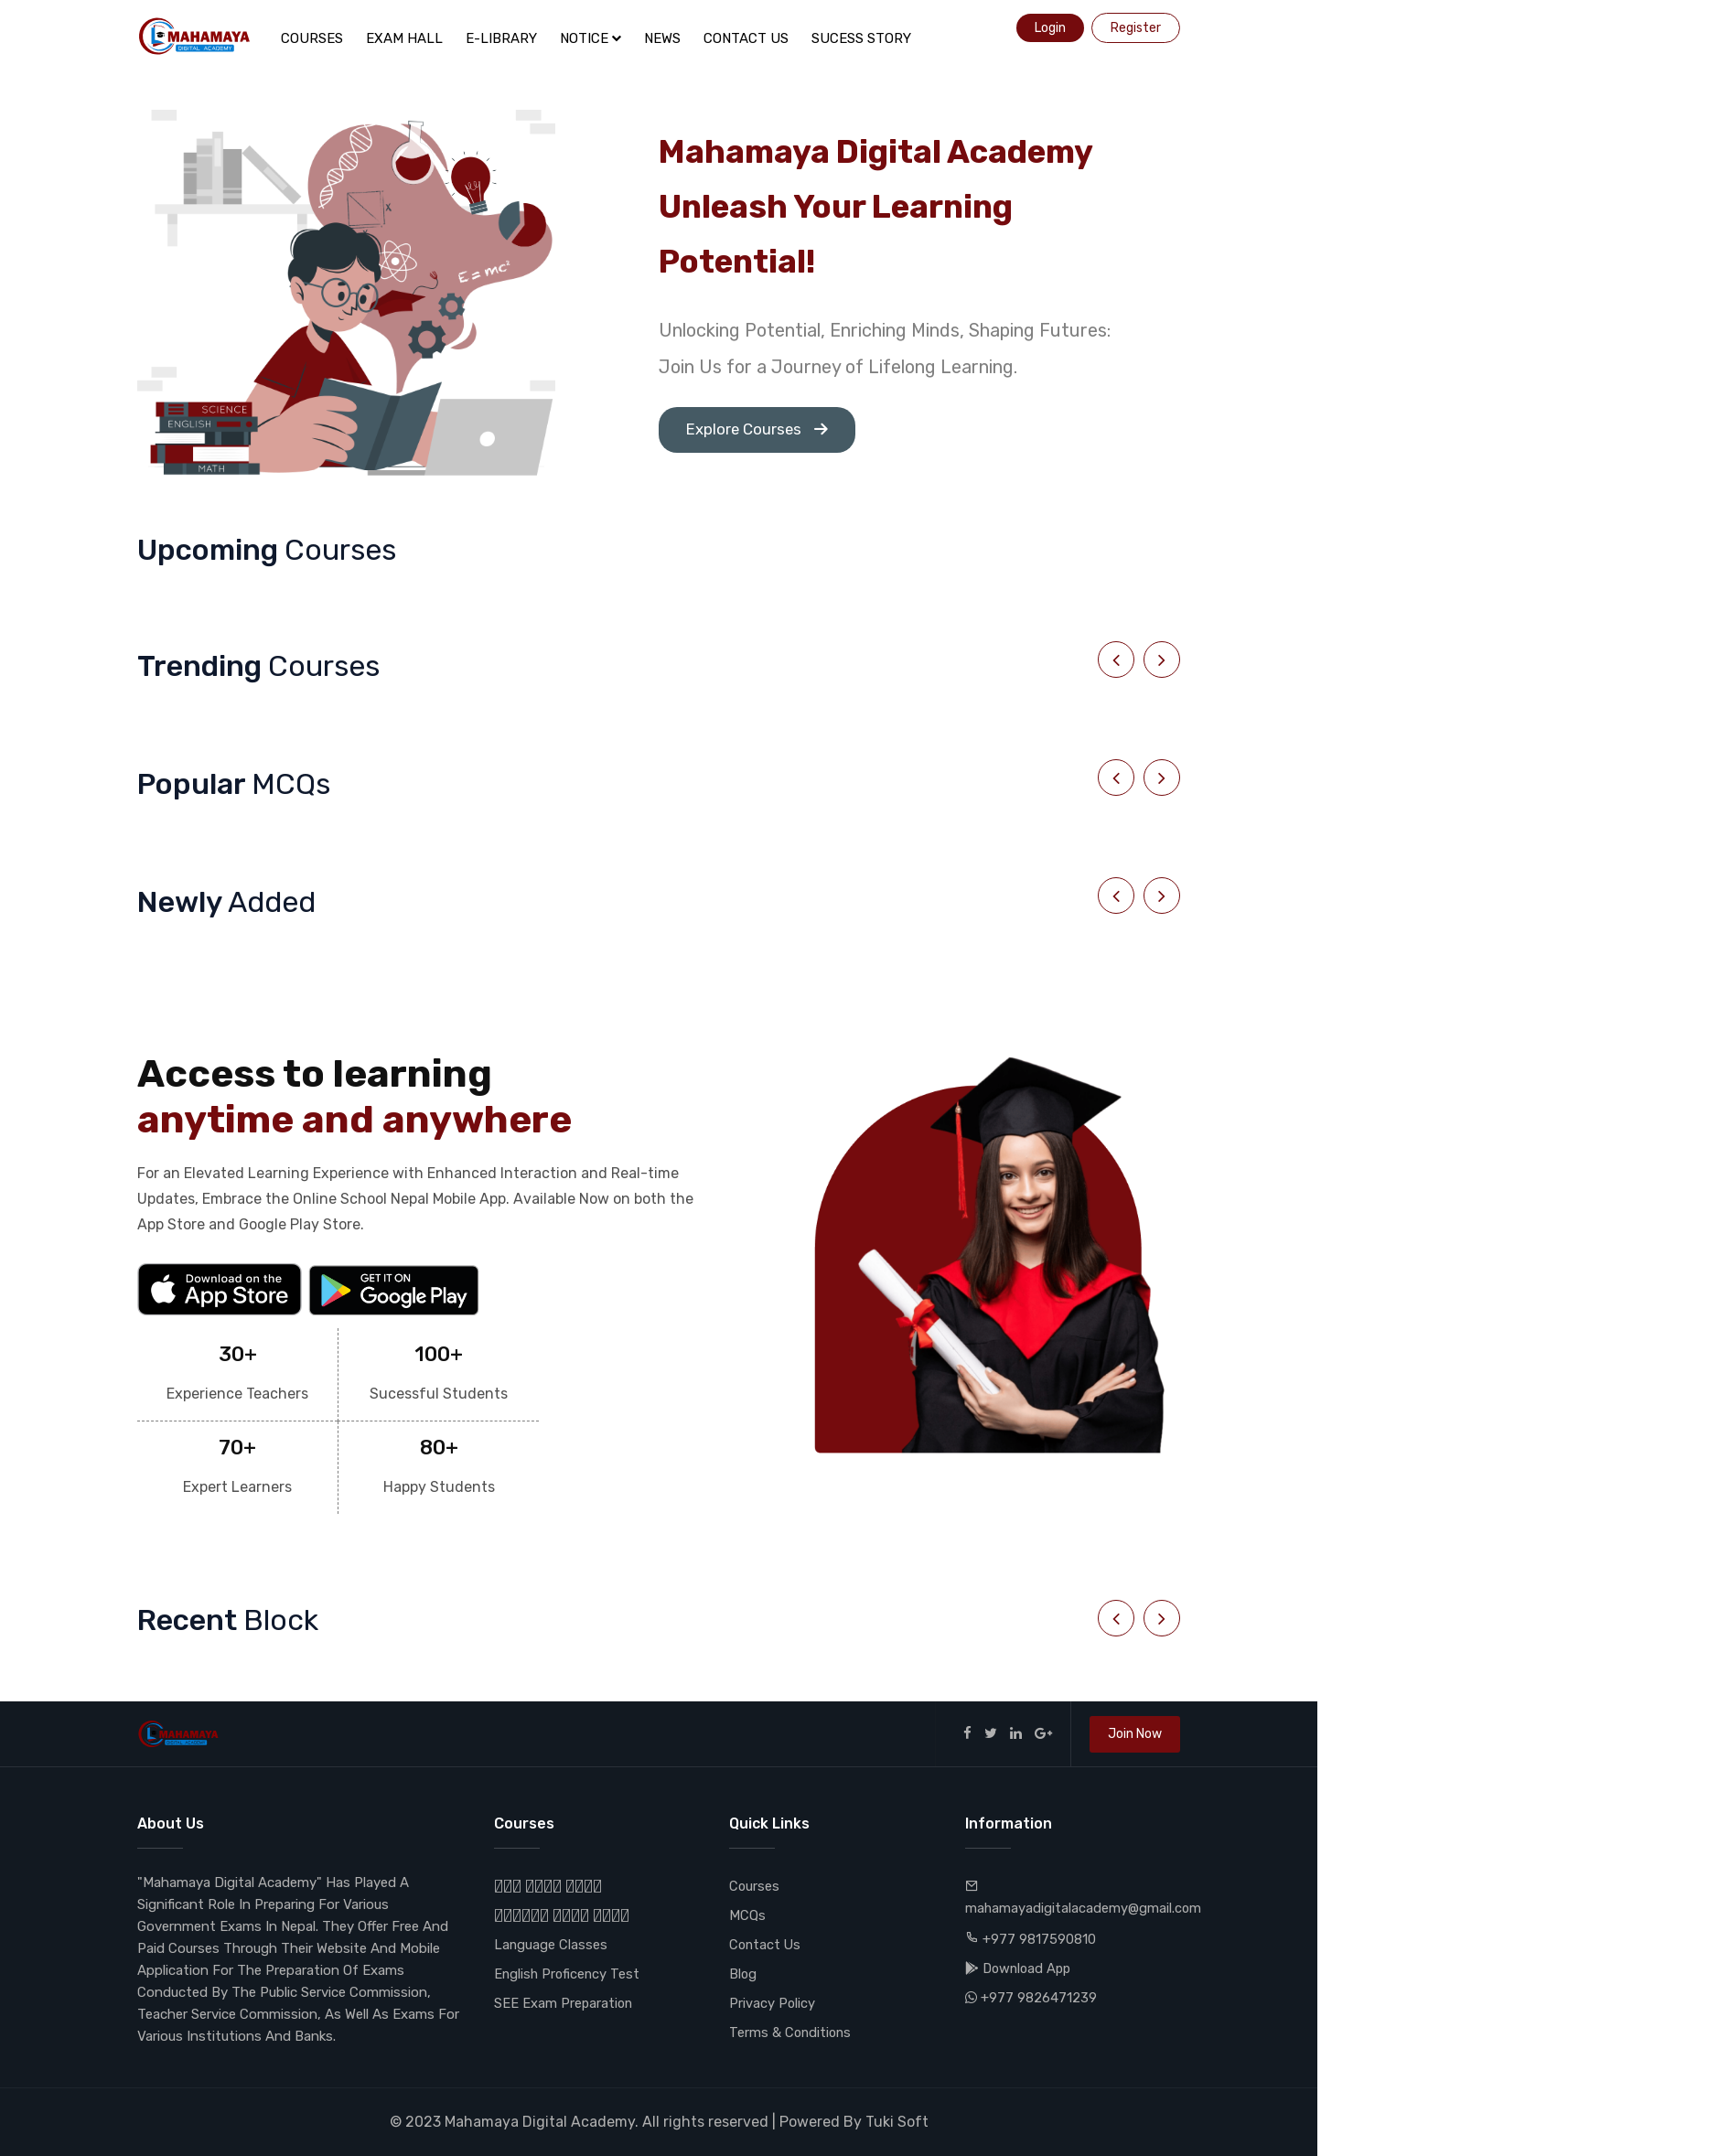 MAHAMAYA
DIGITAL ACADEMY
COURSES EXAM HALL E-LIBRARY NOTICE NEWS CONTACT US SUCESS STORY
Login Register
Mahamaya Digital Academy
Unleash Your Learning
Potential!
E = mc²
SCIENCE
ENGLISH
MATH
Unlocking Potential, Enriching Minds, Shaping Futures:
Join Us for a Journey of Lifelong Learning.
Explore Courses
Upcoming Courses
Trending Courses
Popular MCQs
Newly Added
Access to learning
anytime and anywhere
For an Elevated Learning Experience with Enhanced Interaction and Real-time
Updates, Embrace the Online School Nepal Mobile App. Available Now on both the
App Store and Google Play Store.
Download on the
App Store
GET IT ON
Google Play
30+ 100+
Experience Teachers Sucessful Students
70+ 80+
Expert Learners Happy Students
Recent Block
MAHAMAYA
DIGITAL ACADEMY
Join Now
About Us
"Mahamaya Digital Academy" Has Played A
Significant Role In Preparing For Various
Government Exams In Nepal. They Offer Free And
Paid Courses Through Their Website And Mobile
Application For The Preparation Of Exams
Conducted By The Public Service Commission,
Teacher Service Commission, As Well As Exams For
Various Institutions And Banks.
Courses
Language Classes
English Proficency Test
SEE Exam Preparation
Quick Links
Courses
MCQs
Contact Us
Blog
Privacy Policy
Terms & Conditions
Information
mahamayadigitalacademy@gmail.com
+977 9817590810
Download App
+977 9826471239
© 2023 Mahamaya Digital Academy. All rights reserved | Powered By Tuki Soft